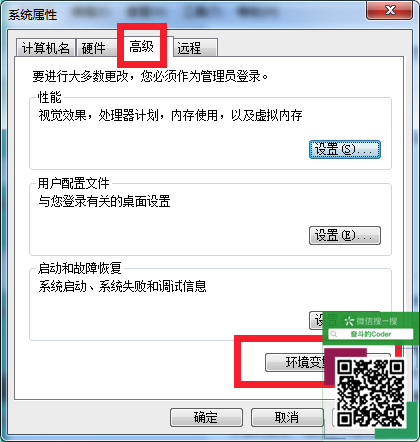 系统属性
计算机名 硬件 高级 远程
要进行大多数更改，您必须作为管理员登录。
性能
视觉效果，处理器计划，内存使用，以及虚拟内存
设置(S)...
用户配置文件
与您登录有关的桌面设置
设置(E)...
启动和故障恢复
系统启动、系统失败和调试信息
设
微信搜一搜
奋斗的Coder
环境变
确定 取消